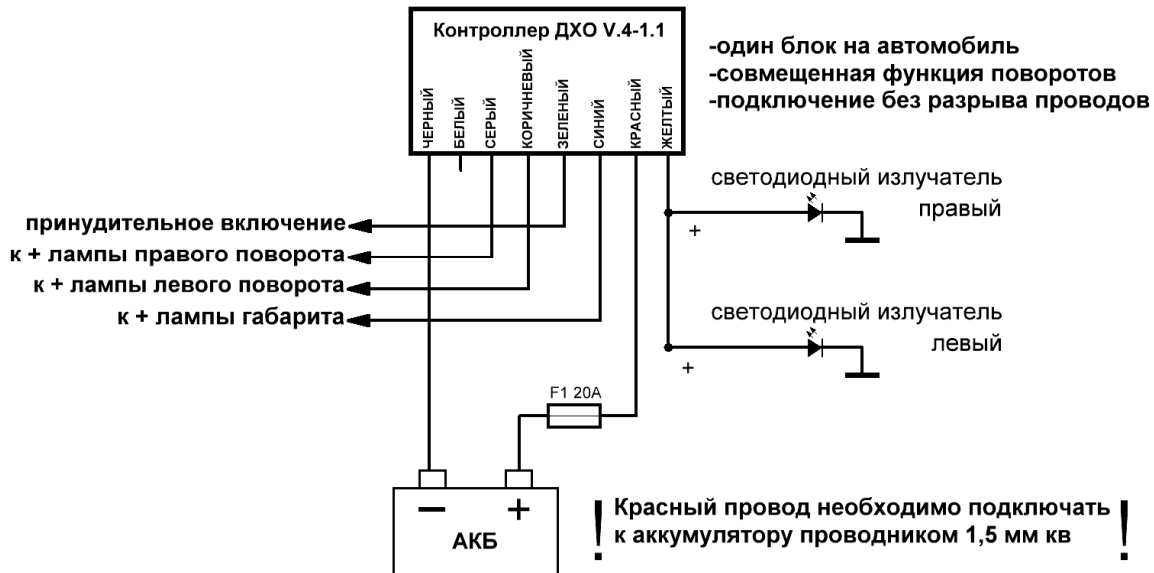 Контроллер ДХО V.4-1.1
ЧЕРНЫЙ
БЕЛЫЙ
СЕРЫЙ
КОРИЧНЕВЫЙ
ЗЕЛЕНЫЙ
СИНИЙ
КРАСНЫЙ
ЖЕЛТЫЙ
-один блок на автомобиль
-совмещенная функция поворотов
-подключение без разрыва проводов
светодиодный излучатель
правый
+
принудительное включение
к + лампы правого поворота
к + лампы левого поворота
к + лампы габарита
светодиодный излучатель
левый
+
F1 20A
− +
АКБ
! Красный провод необходимо подключать !
к аккумулятору проводником 1,5 мм кв